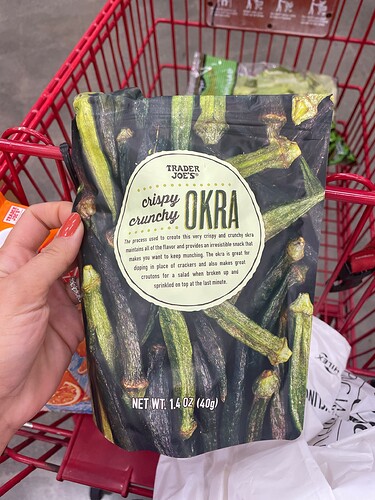 TRADER
JOE'S®
crispy
crunchy
OKRA
The process used to create this very crispy and crunchy okra
maintains all of the flavor and provides an irresistible snack that
makes you want to keep munching. The okra is great for
dipping in place of crackers and also makes great
croutons for a salad when broken up and
sprinkled on top at the last minute.
NET WT. 1.4 OZ (40g)
TRADER
JOE'S